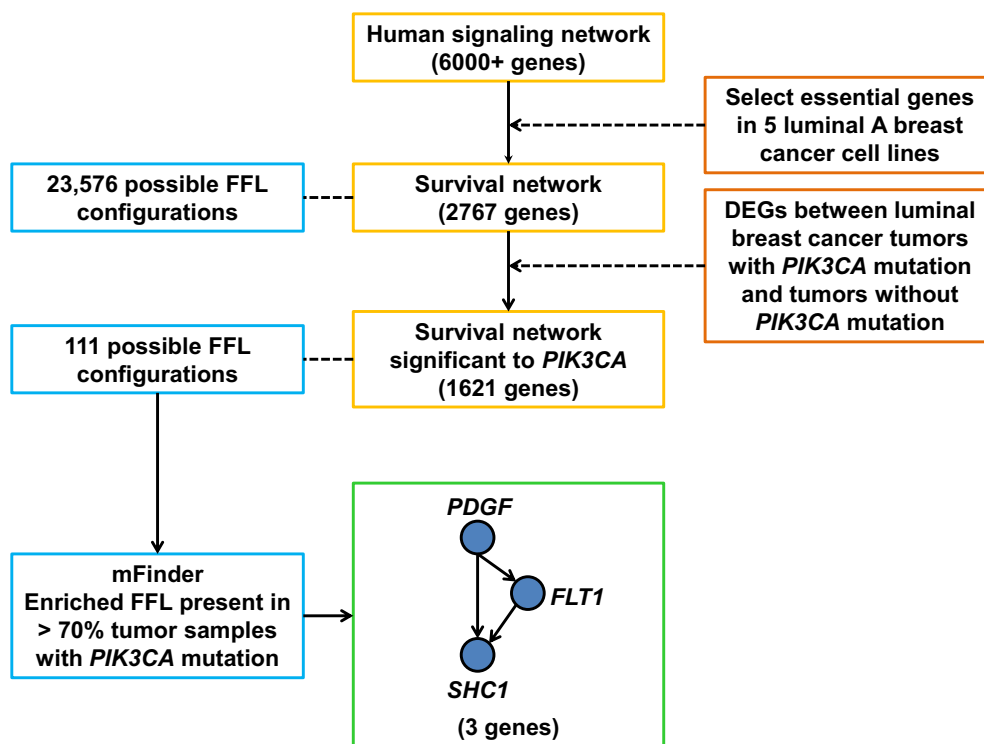 Human signaling network
(6000+ genes)
Select essential genes
in 5 luminal A breast
cancer cell lines
23,576 possible FFL
configurations
Survival network
(2767 genes)
DEGs between luminal
breast cancer tumors
with PIK3CA mutation
and tumors without
PIK3CA mutation
111 possible FFL
configurations
Survival network
significant to PIK3CA
(1621 genes)
mFinder
Enriched FFL present in
> 70% tumor samples
with PIK3CA mutation
PDGF
FLT1
SHC1
(3 genes)